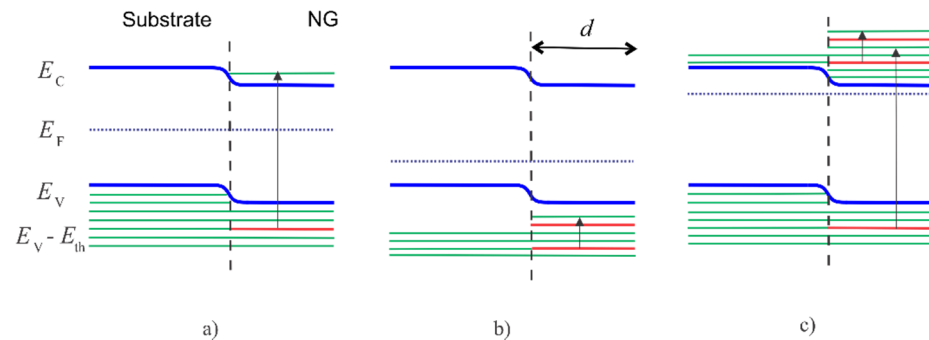 Substrate NG
d
E_C
E_F
E_V
E_V - E_th
a) b) c)